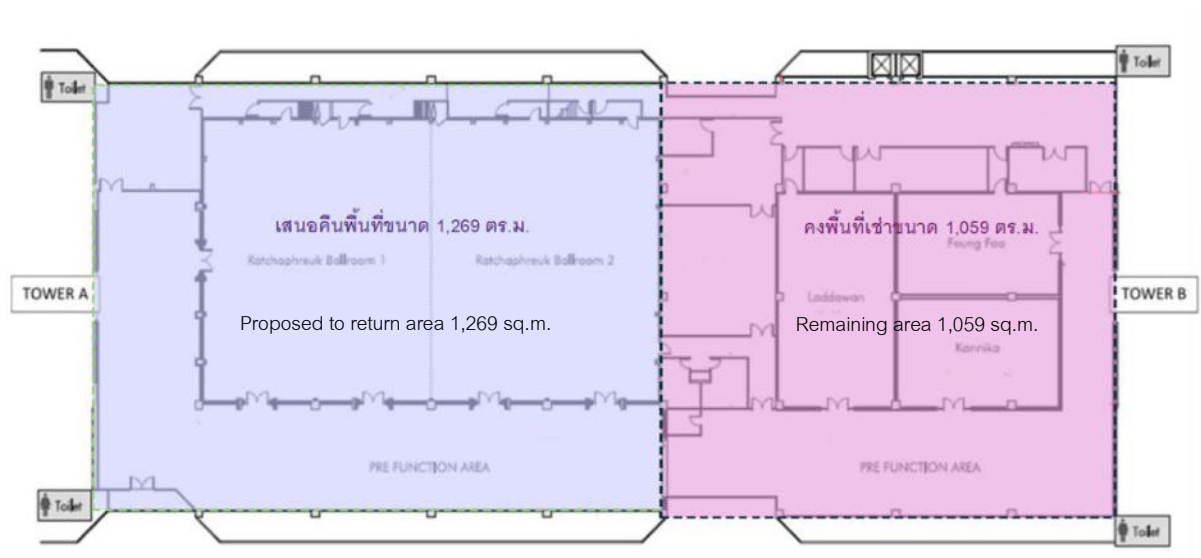 Toilet
Toilet
เสนอคืนพื้นที่ขนาด 1,269 ตร.ม.
คงพื้นที่เช่าขนาด 1,059 ตร.ม.
Feung Faa
Ratchaphreuk Ballroom 1
Ratchaphreuk Ballroom 2
TOWER A
TOWER B
Laddawan
Proposed to return area 1,269 sq.m.
Remaining area 1,059 sq.m.
Kannika
PRE FUNCTION AREA
PRE FUNCTION AREA
Toilet
Toilet